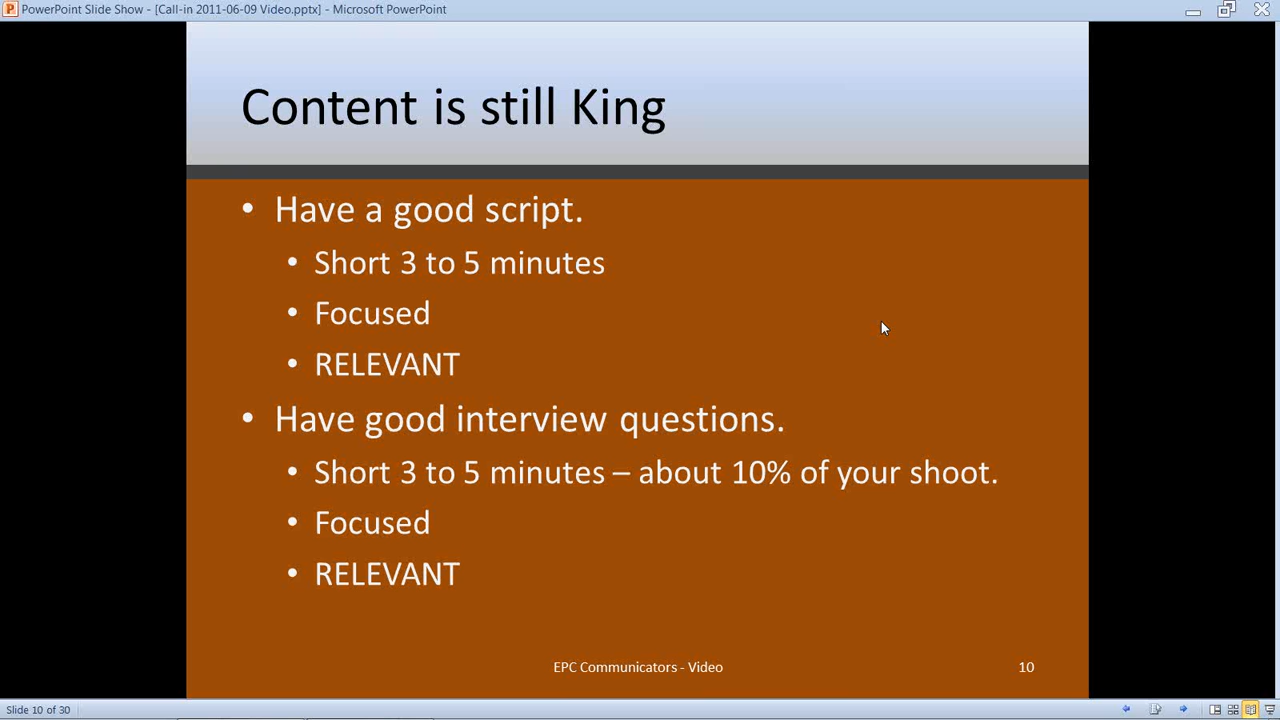 PowerPoint Slide Show - [Call-in 2011-06-09 Video.pptx] - Microsoft PowerPoint
Content is still King
• Have a good script.
• Short 3 to 5 minutes
• Focused
• RELEVANT
• Have good interview questions.
• Short 3 to 5 minutes – about 10% of your shoot.
• Focused
• RELEVANT
EPC Communicators - Video 10
Slide 10 of 30